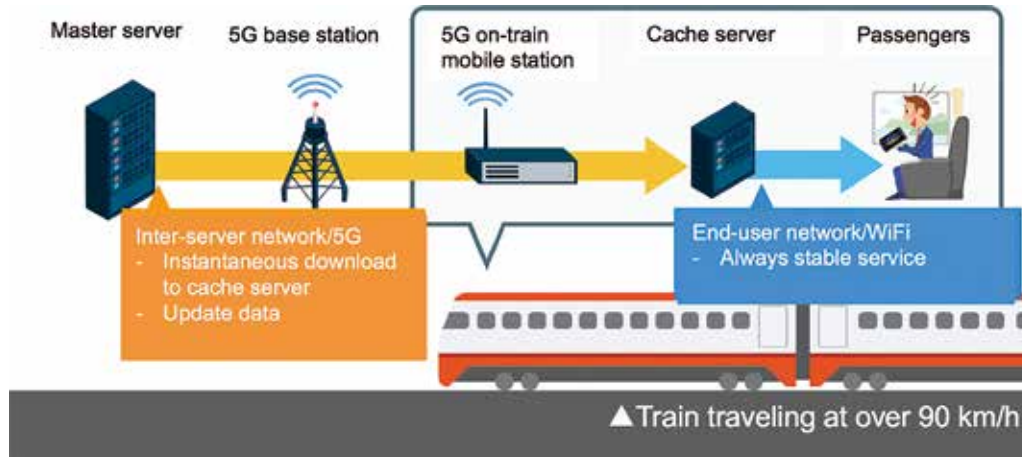 Master server
5G base station
5G on-train
mobile station
Cache server
Passengers
Inter-server network/5G
- Instantaneous download
to cache server
- Update data
End-user network/WiFi
- Always stable service
▲Train traveling at over 90 km/h